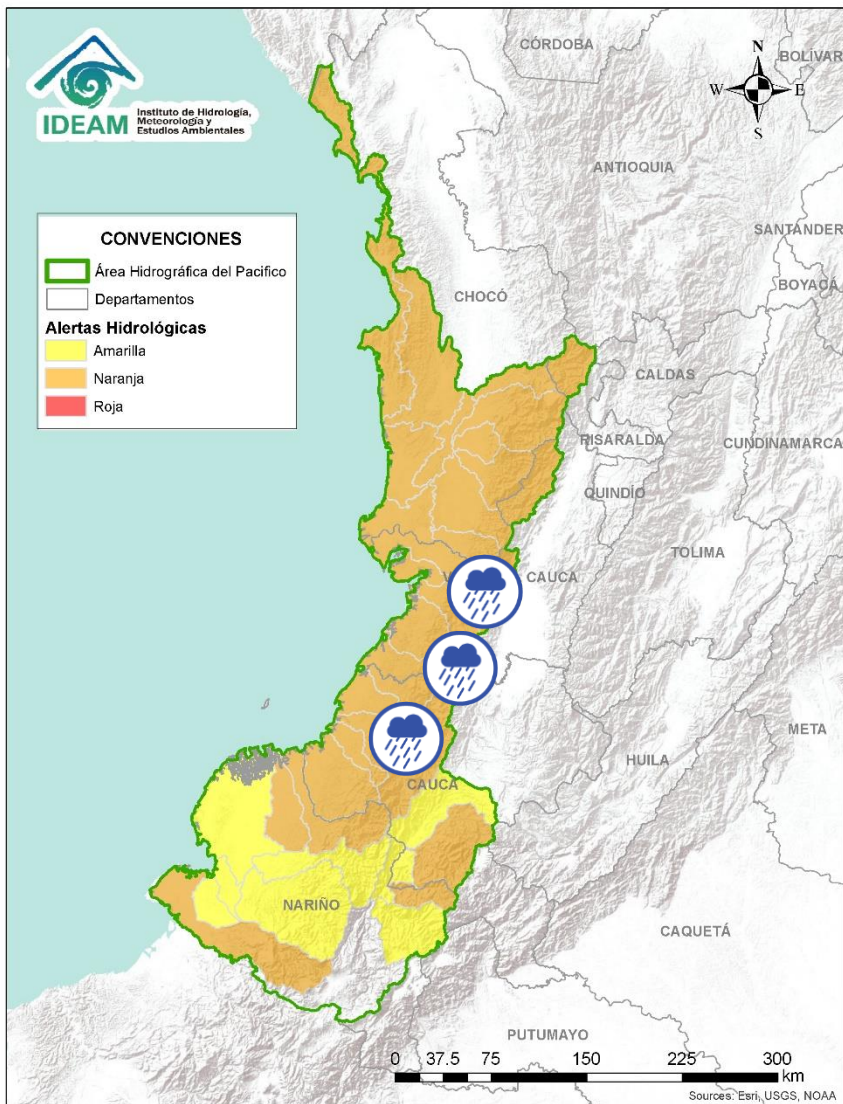 IDEAM
Instituto de Hidrología,
Meteorología y
Estudios Ambientales
N
W
E
S
CÓRDOBA
BOLÍVAR
ANTIOQUIA
SANTANDER
BOYACÁ
CHOCÓ
CALDAS
RISARALDA
CUNDINAMARCA
QUINDÍO
TOLIMA
CAUCA
META
HUILA
CAUCA
NARIÑO
CAQUETÁ
PUTUMAYO
CONVENCIONES
Área Hidrográfica del Pacifico
Departamentos
Alertas Hidrológicas
Amarilla
Naranja
Roja
0 37.5 75 150 225 300
km
Sources: Esri, USGS, NOAA